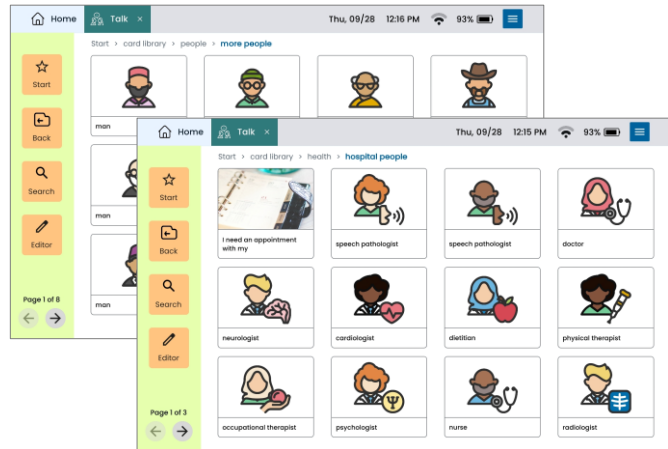 Home
Talk ×
Thu, 09/28 12:16 PM 93%
Start > card library > people > more people
Start
Back
Search
Editor
Page 1 of 8
man
man
man
Home
Talk ×
Thu, 09/28 12:15 PM 93%
Start > card library > health > hospital people
Start
Back
Search
Editor
Page 1 of 3
I need an appointment
with my
speech pathologist
speech pathologist
doctor
neurologist
cardiologist
dietitian
physical therapist
occupational therapist
psychologist
nurse
radiologist